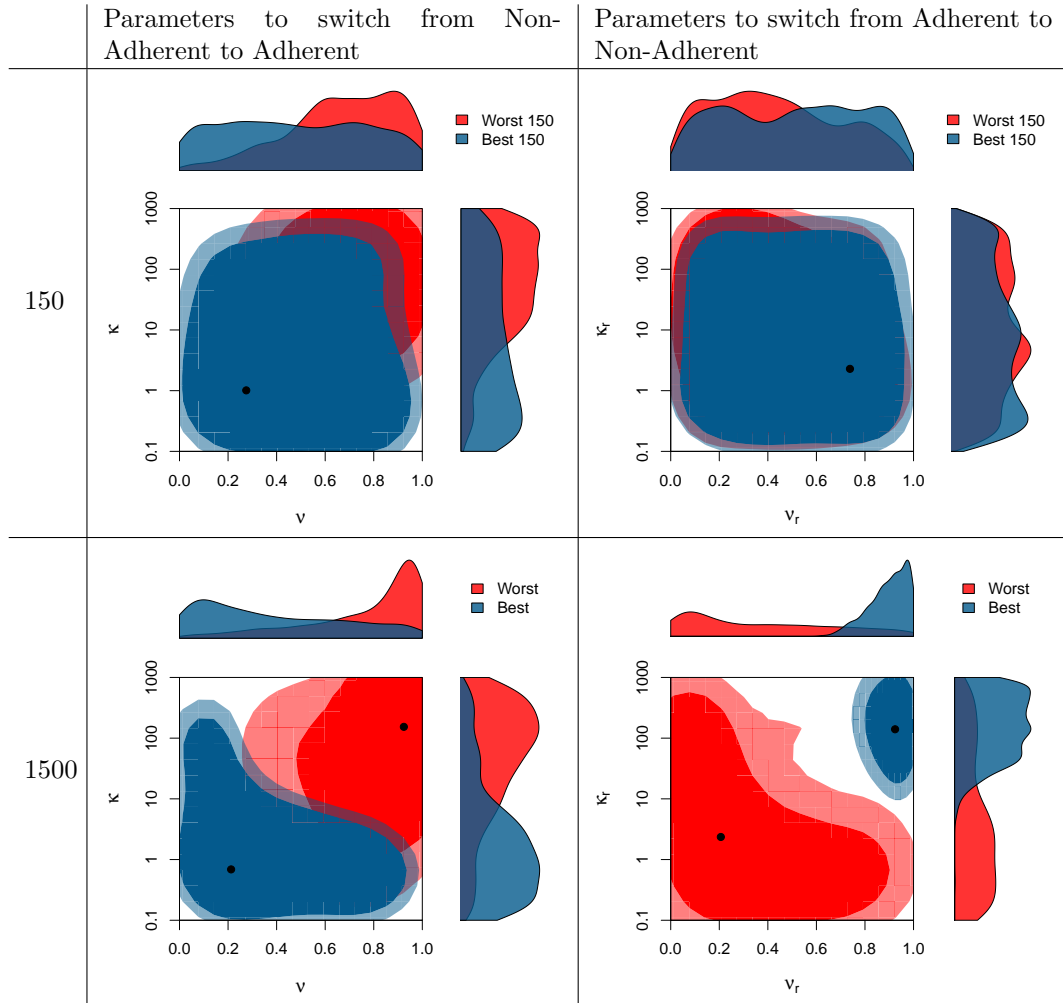 Parameters to switch from Non-
Adherent to Adherent
Parameters to switch from Adherent to
Non-Adherent
150
Worst 150
Best 150
1000
100
10
1
0.1
κ
0.0 0.2 0.4 0.6 0.8 1.0
ν
Worst 150
Best 150
1000
100
10
1
0.1
κr
0.0 0.2 0.4 0.6 0.8 1.0
νr
1500
Worst
Best
1000
100
10
1
0.1
κ
0.0 0.2 0.4 0.6 0.8 1.0
ν
Worst
Best
1000
100
10
1
0.1
κr
0.0 0.2 0.4 0.6 0.8 1.0
νr